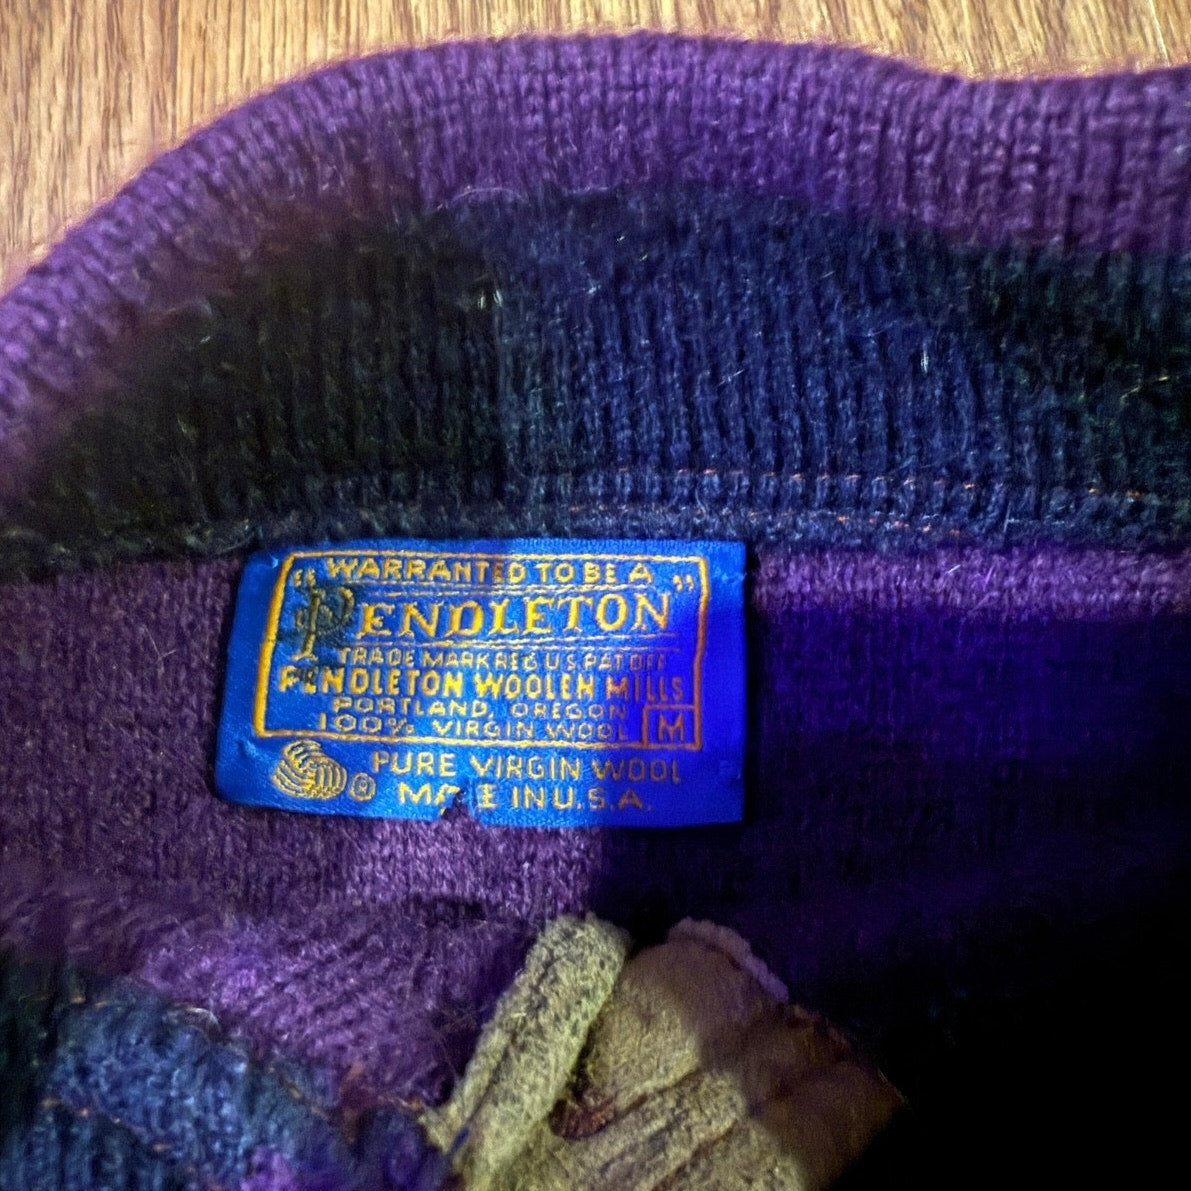 "WARRANTED TO BE A
PENDLETON"
TRADE MARK REG U.S. PAT OFF
PENDLETON WOOLEN MILLS
PORTLAND, OREGON
100% VIRGIN WOOL M
® PURE VIRGIN WOOL
MADE IN U.S.A.